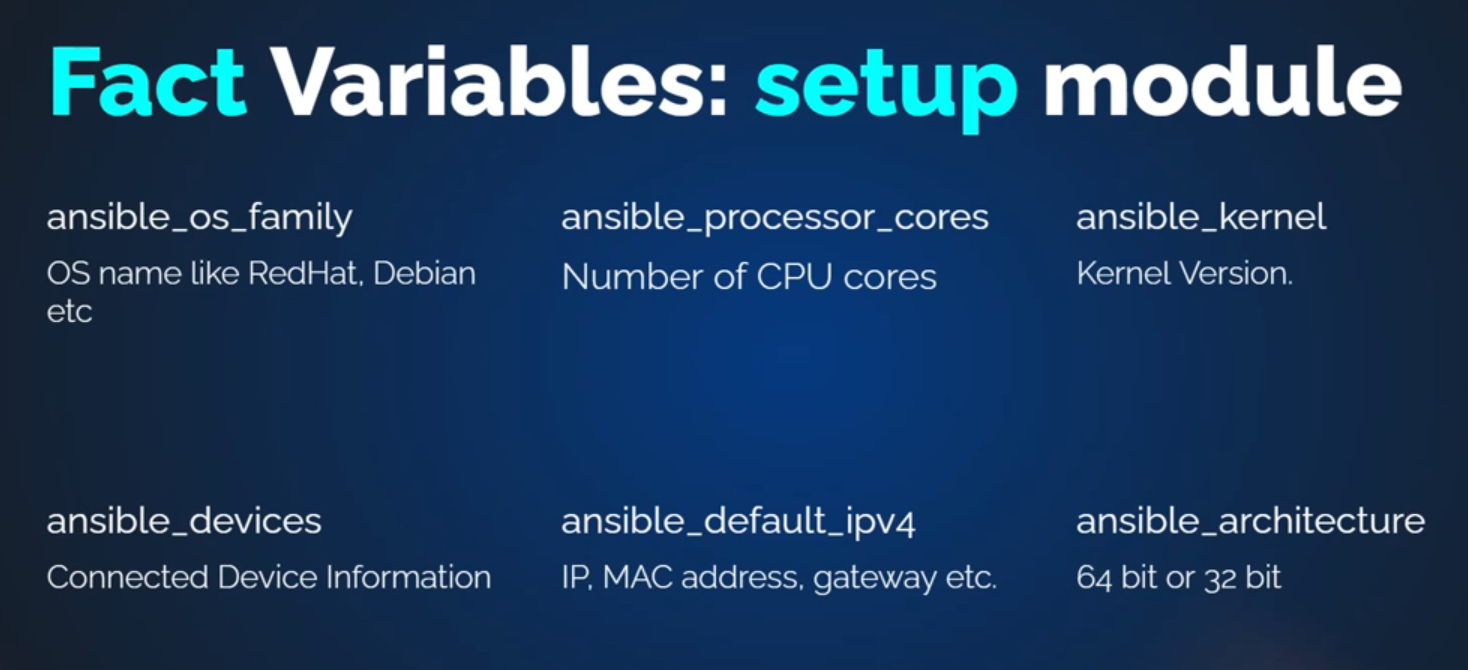 Fact Variables: setup module
ansible_os_family
OS name like RedHat, Debian
etc
ansible_processor_cores
Number of CPU cores
ansible_kernel
Kernel Version.
ansible_devices
Connected Device Information
ansible_default_ipv4
IP, MAC address, gateway etc.
ansible_architecture
64 bit or 32 bit